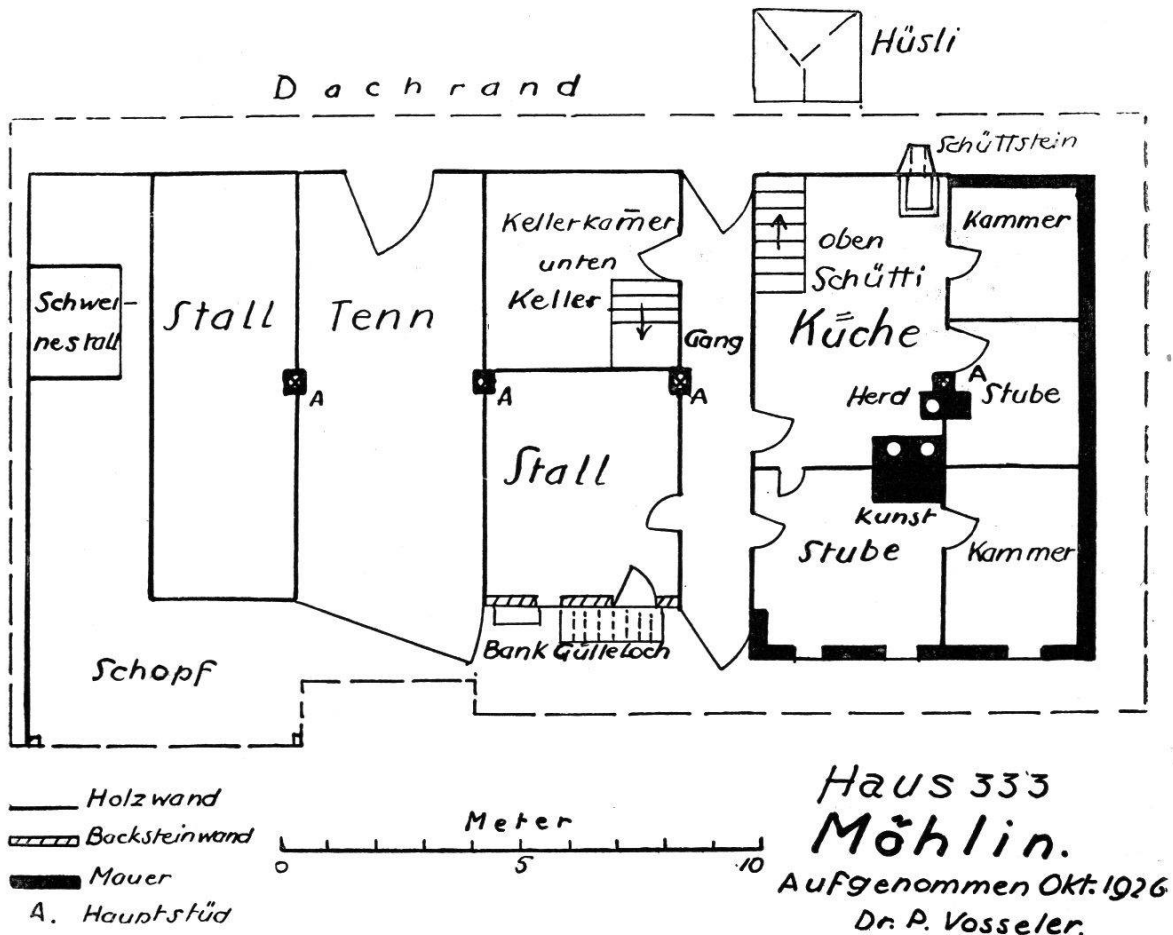 Hüsli
Dachrand
Schüttstein
Kellerkam̄er
unten
Keller
oben
Schütti
Kammer
Schwei-
nestall
Stall
Tenn
Gang
Küche
A
A
A
A
Herd
Stube
Stall
Kunst
Stube
Kammer
Bank Gülleloch
Schopf
Holzwand
Backsteinwand
Mauer
A. Hauptstüd
Meter
0 5 10
Haus 333
Möhlin.
Aufgenommen Okt. 1926
Dr. P. Vosseler.